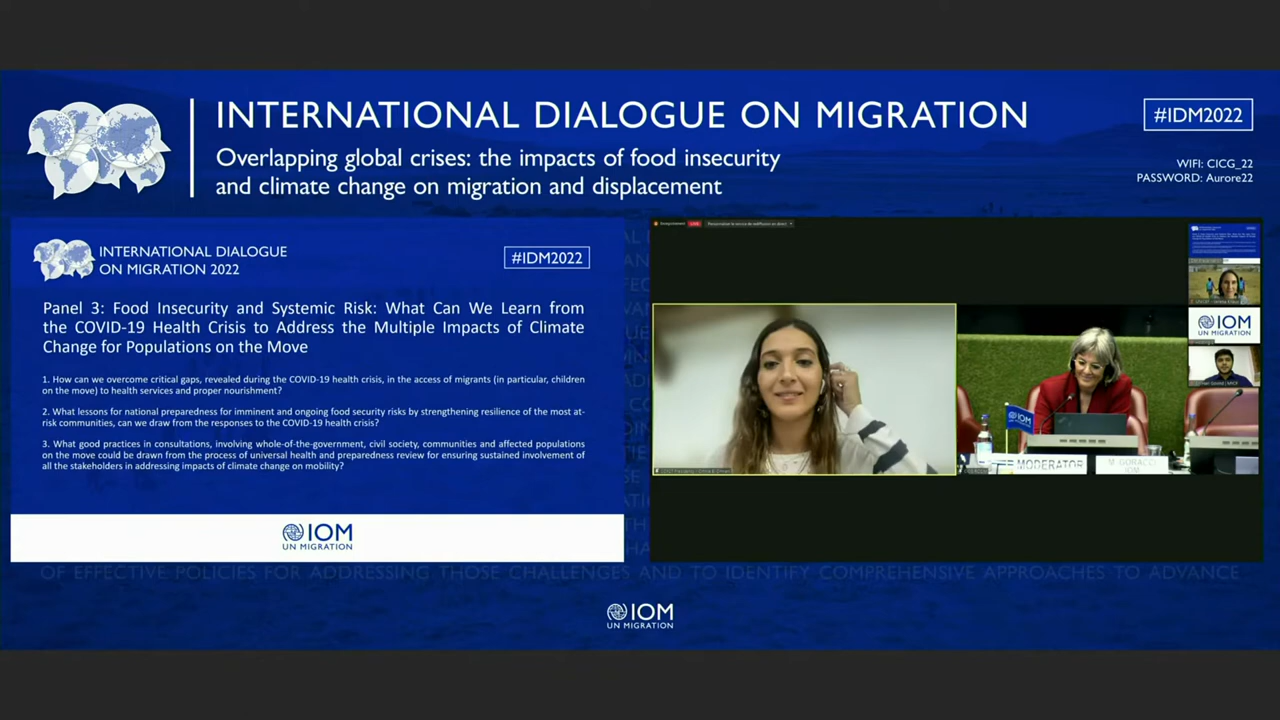 INTERNATIONAL DIALOGUE ON MIGRATION
Overlapping global crises: the impacts of food insecurity
and climate change on migration and displacement
#IDM2022
WIFI: CICG_22
PASSWORD: Aurore22
INTERNATIONAL DIALOGUE
ON MIGRATION 2022
#IDM2022
Panel 3: Food Insecurity and Systemic Risk: What Can We Learn from
the COVID-19 Health Crisis to Address the Multiple Impacts of Climate
Change for Populations on the Move
1. How can we overcome critical gaps, revealed during the COVID-19 health crisis, in the access of migrants (in particular, children
on the move) to health services and proper nourishment?
2. What lessons for national preparedness for imminent and ongoing food security risks by strengthening resilience of the most at-
risk communities, can we draw from the responses to the COVID-19 health crisis?
3. What good practices in consultations, involving whole-of-the-government, civil society, communities and affected populations
on the move could be drawn from the process of universal health and preparedness review for ensuring sustained involvement of
all the stakeholders in addressing impacts of climate change on mobility?
IOM
UN MIGRATION
LIVE
IOM
UN MIGRATION
MODERATOR
IOM
OF EFFECTIVE POLICIES FOR ADDRESSING THOSE CHALLENGES AND TO IDENTIFY COMPREHENSIVE APPROACHES TO ADVANCE
IOM
UN MIGRATION